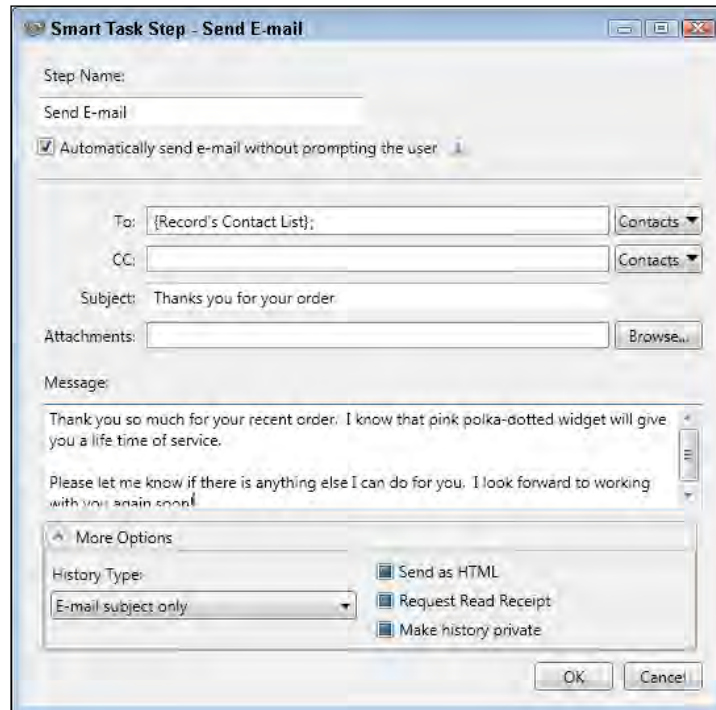 Smart Task Step - Send E-mail
Step Name:
Send E-mail
Automatically send e-mail without prompting the user
To: {Record's Contact List}; Contacts
CC: Contacts
Subject: Thanks you for your order
Attachments: Browse...
Message:
Thank you so much for your recent order. I know that pink polka-dotted widget will give
you a life time of service.
Please let me know if there is anything else I can do for you. I look forward to working
with you again soon!
More Options
History Type: Send as HTML
E-mail subject only Request Read Receipt
Make history private
OK Cancel